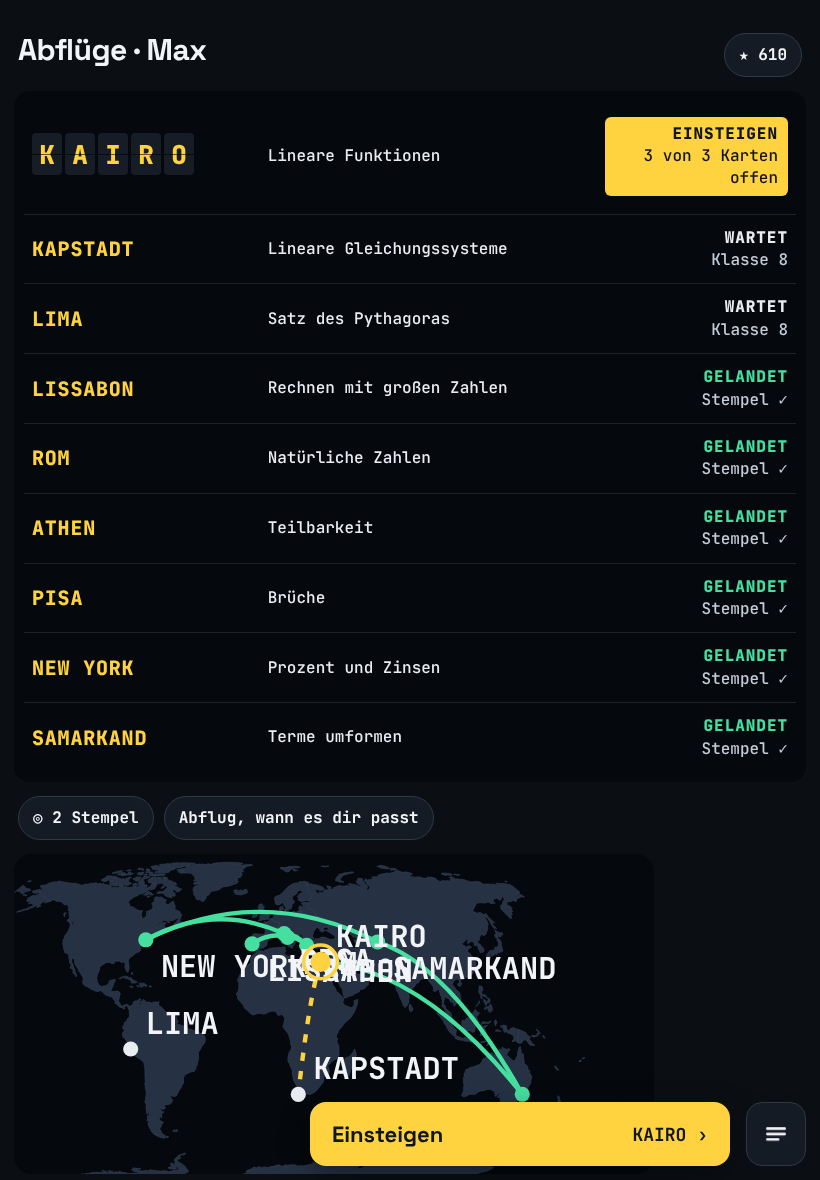 Abflüge · Max
★ 610
KAIRO
Lineare Funktionen
EINSTEIGEN
3 von 3 Karten
offen
KAPSTADT
Lineare Gleichungssysteme
WARTET
Klasse 8
LIMA
Satz des Pythagoras
WARTET
Klasse 8
LISSABON
Rechnen mit großen Zahlen
GELANDET
Stempel ✓
ROM
Natürliche Zahlen
GELANDET
Stempel ✓
ATHEN
Teilbarkeit
GELANDET
Stempel ✓
PISA
Brüche
GELANDET
Stempel ✓
NEW YORK
Prozent und Zinsen
GELANDET
Stempel ✓
SAMARKAND
Terme umformen
GELANDET
Stempel ✓
◎ 2 Stempel
Abflug, wann es dir passt
KAIRO
NEW YORK
SAMARKAND
LIMA
KAPSTADT
Einsteigen
KAIRO ›